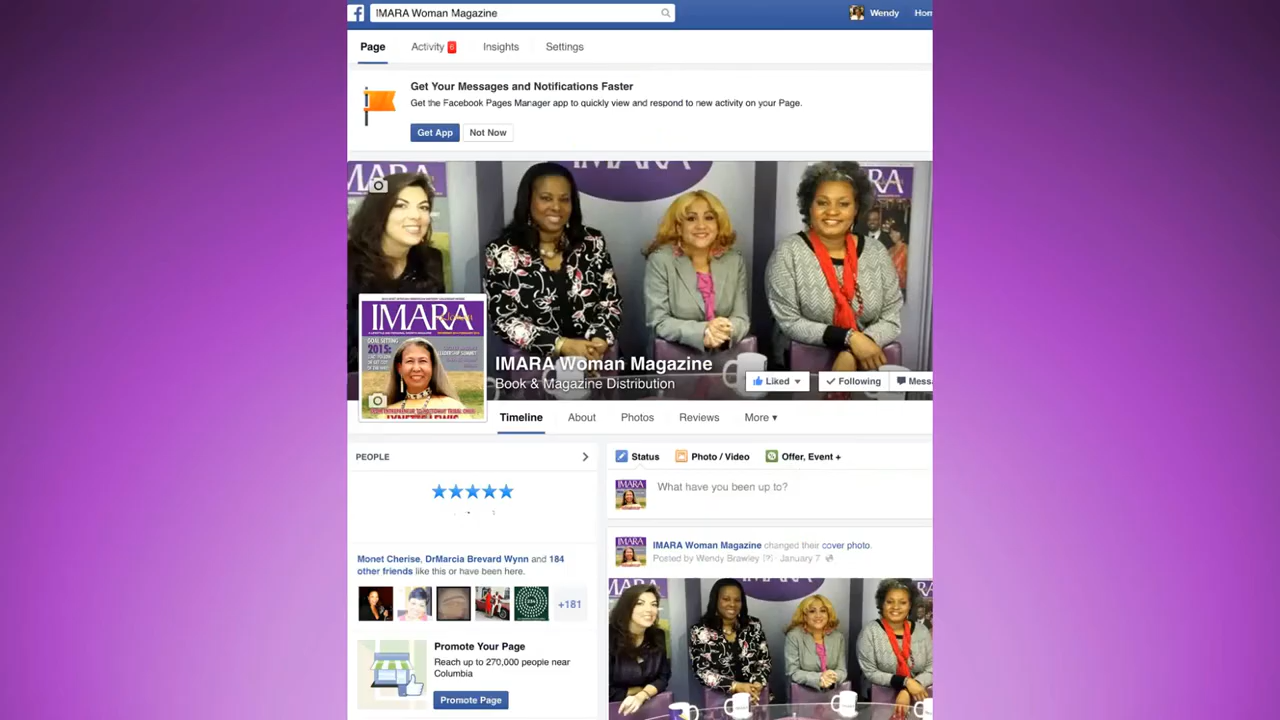 IMARA Woman Magazine
Wendy
Page
Activity 6
Insights
Settings
Get Your Messages and Notifications Faster
Get the Facebook Pages Manager app to quickly view and respond to new activity on your Page.
Get App
Not Now
IMARA
IMARA
IMARA
2015:
IMARA Woman Magazine
Book & Magazine Distribution
Liked
Following
Timeline
About
Photos
Reviews
More
PEOPLE
Status
Photo / Video
Offer, Event +
What have you been up to?
IMARA Woman Magazine changed their cover photo.
Posted by Wendy Brawley [?] · January 7
Monet Cherise, DrMarcia Brevard Wynn and 184
other friends like this or have been here.
+181
Promote Your Page
Reach up to 270,000 people near
Columbia
Promote Page